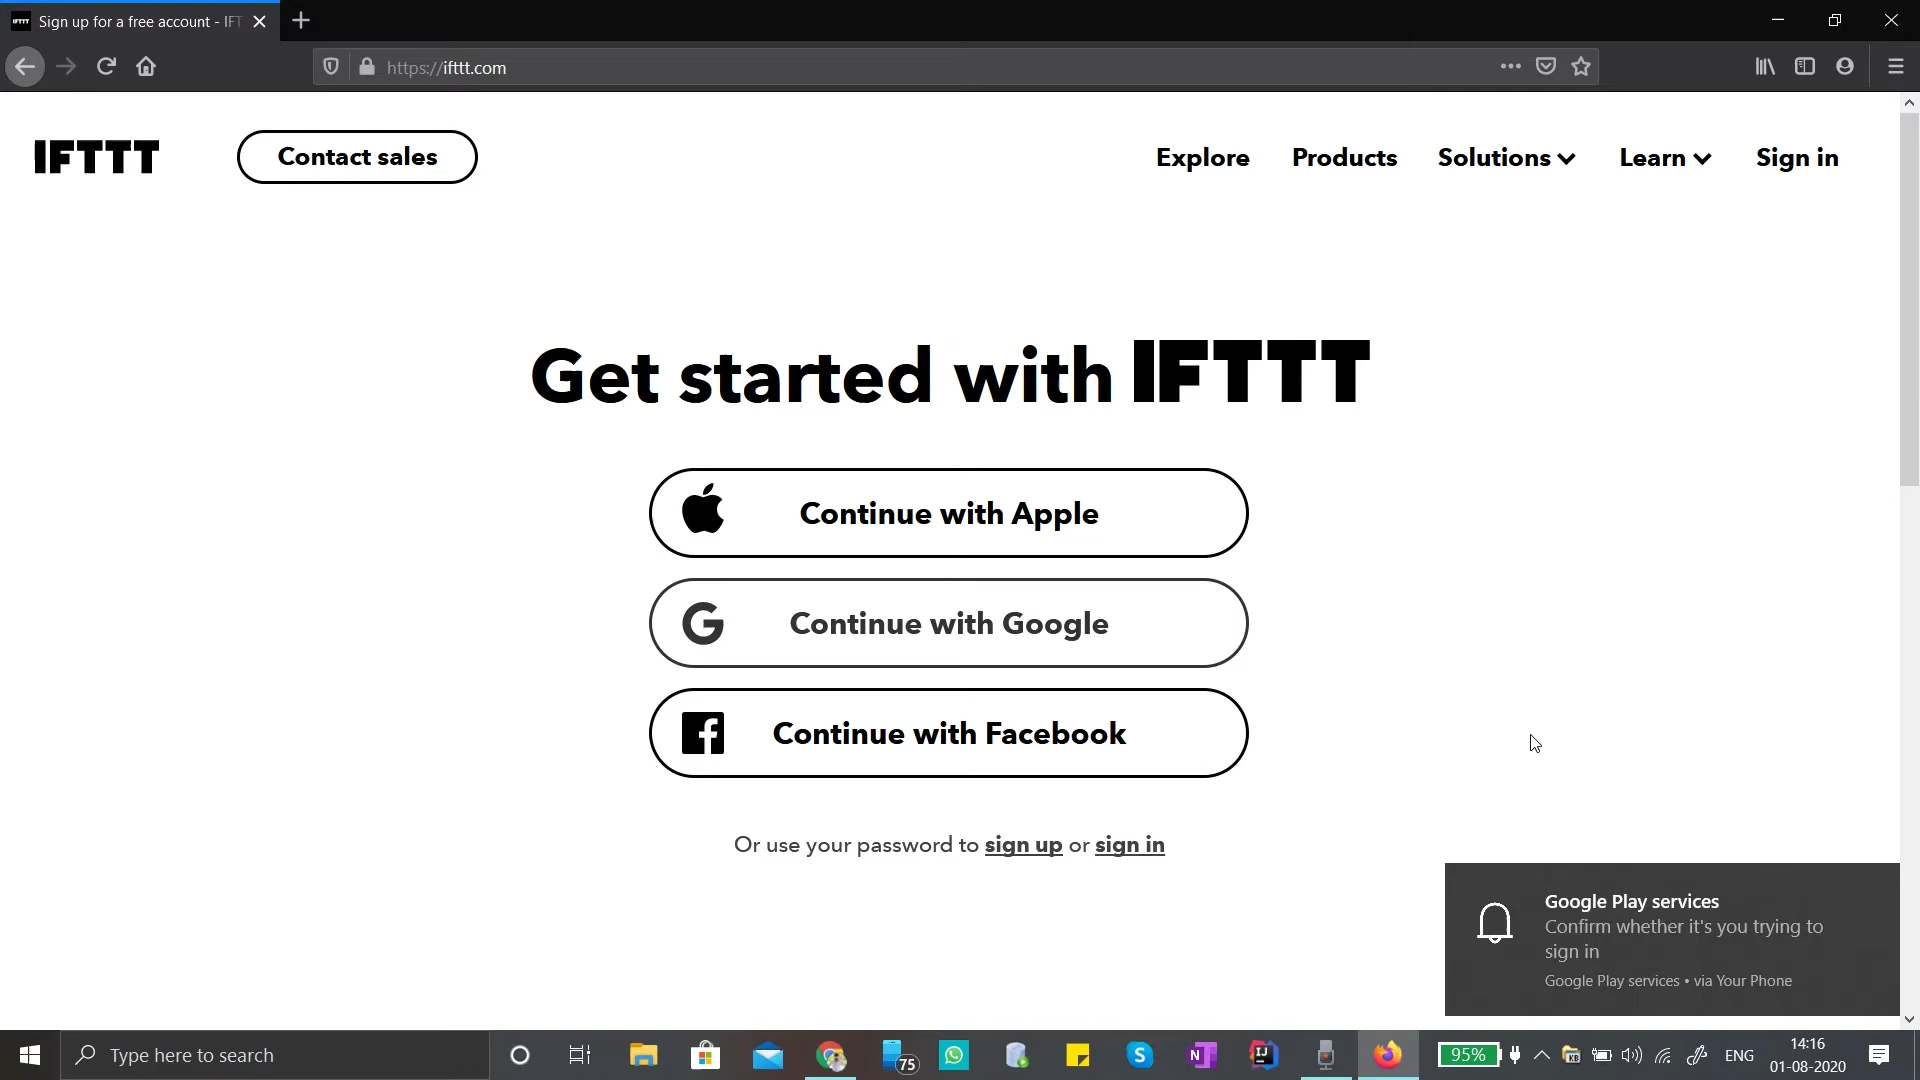 Sign up for a free account - IFT
https://ifttt.com
IFTTT
Contact sales
Explore
Products
Solutions
Learn
Sign in
Get started with IFTTT
Continue with Apple
Continue with Google
Continue with Facebook
Or use your password to sign up or sign in
Google Play services
Confirm whether it's you trying to
sign in
Google Play services • via Your Phone
Type here to search
75
95%
ENG
14:16
01-08-2020